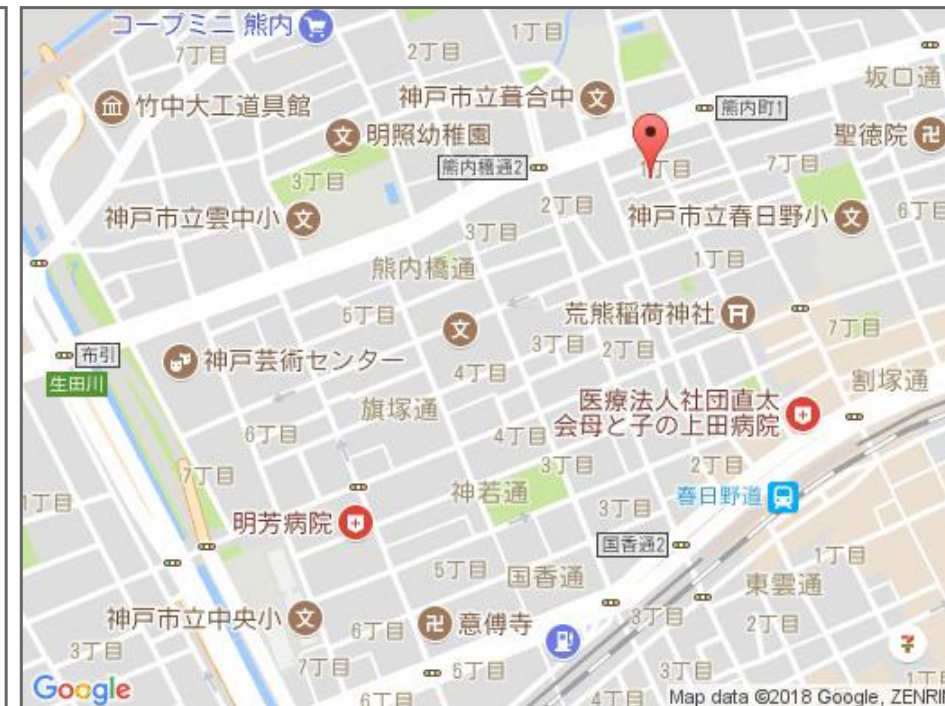 コープミニ 熊内
7丁目
2丁目
1丁目
坂口通
竹中大工道具館
神戸市立葺合中
熊内町1
明照幼稚園
聖徳院
熊内橋通2
1丁目
7丁目
3丁目
神戸市立雲中小
2丁目
神戸市立春日野小
6丁目
3丁目
1丁目
熊内橋通
5丁目
荒熊稲荷神社
7丁目
布引
神戸芸術センター
3丁目
2丁目
生田川
4丁目
割塚通
旗塚通
医療法人社団直太
会母と子の上田病院
6丁目
4丁目
7丁目
3丁目
2丁目
1丁目
神若通
春日野道
3丁目
明芳病院
国香通2
5丁目
国香通
1丁目
東雲通
神戸市立中央小
6丁目
意傅寺
3丁目
2丁目
3丁目
7丁目
5丁目
3丁目
Google
6丁目
4丁目
Map data ©2018 Google, ZENRIN